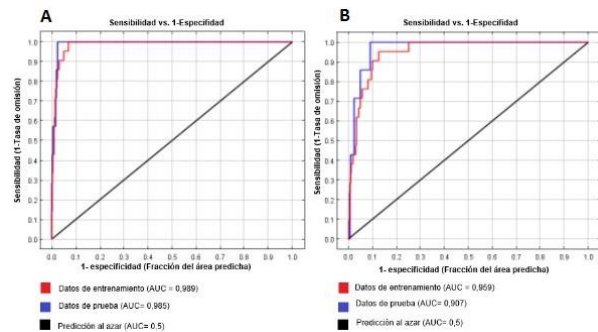 A
Sensibilidad vs. 1-Especifidad
Sensibilidad (1-Tasa de omisión)
1.0
0.9
0.8
0.7
0.6
0.5
0.4
0.3
0.2
0.1
0.0
0.0 0.1 0.2 0.3 0.4 0.5 0.6 0.7 0.8 0.9 1.0
1- especificidad (Fracción del área predicha)
Datos de entrenamiento (AUC= 0,989)
Datos de prueba (AUC= 0,985)
Predicción al azar (AUC= 0,5)
B
Sensibilidad vs. 1-Especifidad
Sensibilidad (1-Tasa de omisión)
1.0
0.9
0.8
0.7
0.6
0.5
0.4
0.3
0.2
0.1
0.0
0.0 0.1 0.2 0.3 0.4 0.5 0.6 0.7 0.8 0.9 1.0
1- especificidad (Fracción del área predicha)
Datos de entrenamiento (AUC= 0,959)
Datos de prueba (AUC= 0,907)
Predicción al azar (AUC= 0,5)